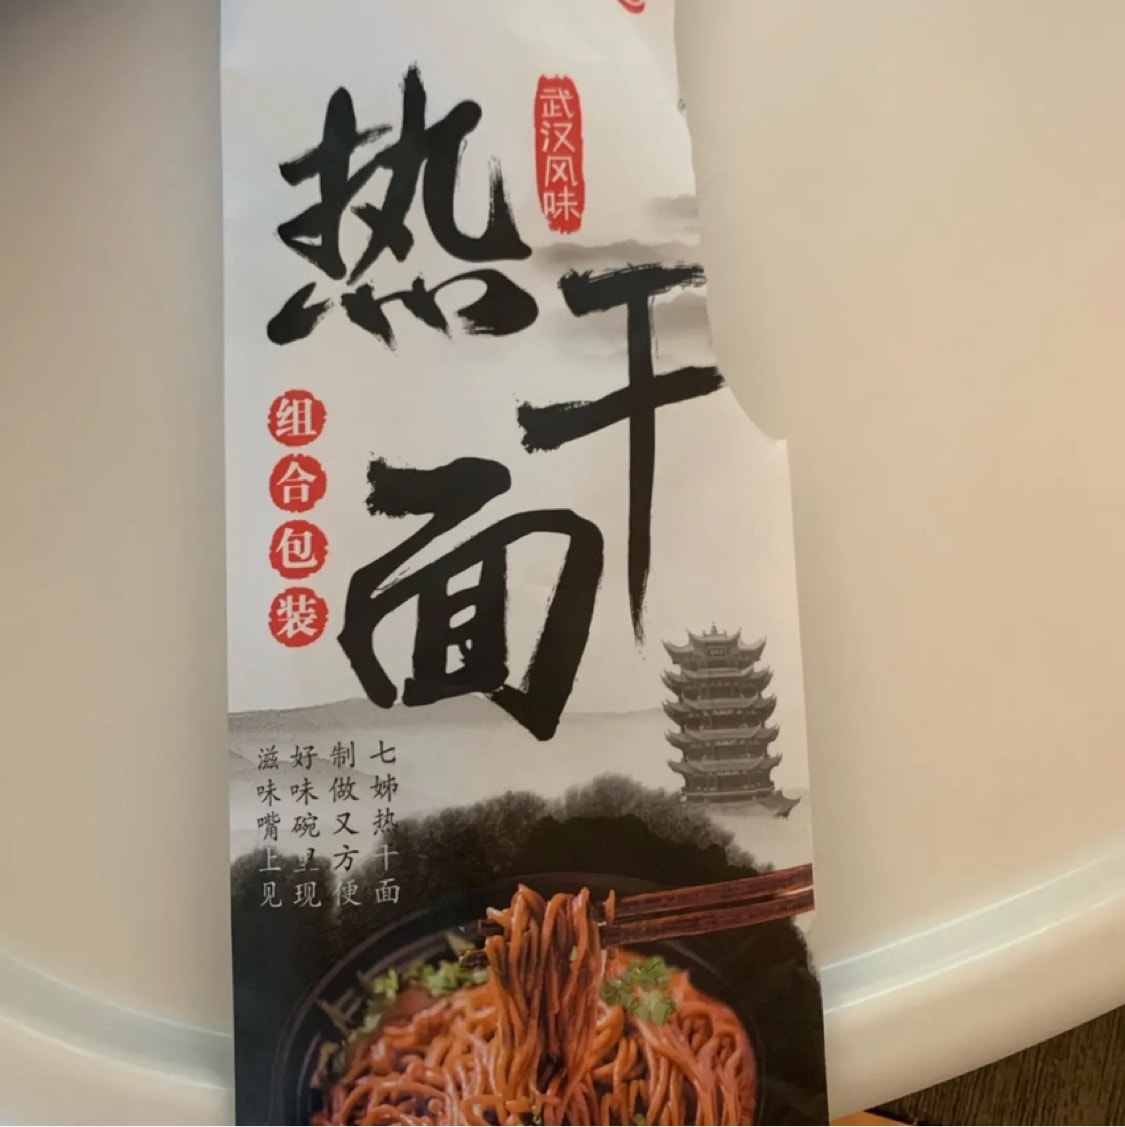 武汉风味
热干面
组合包装
七姊热干面
制做又方便
好味碗里现
滋味嘴上见